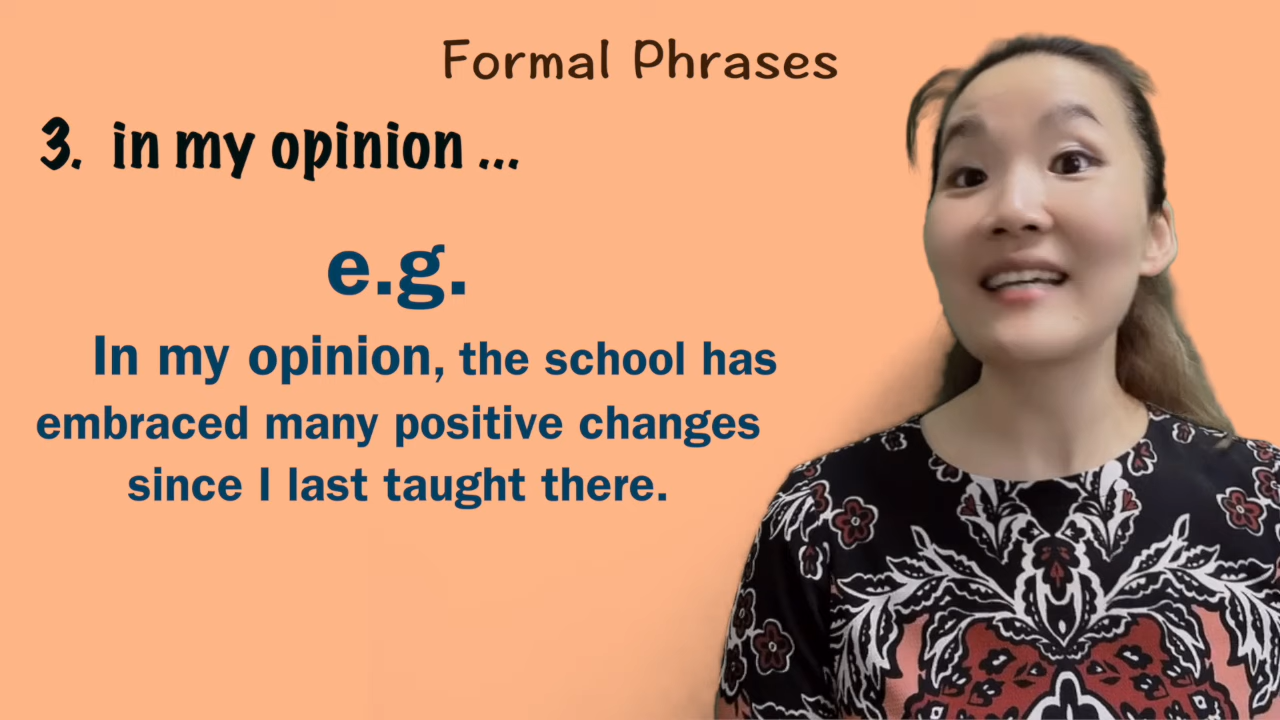 Formal Phrases
3. in my opinion ...
e.g.
In my opinion, the school has
embraced many positive changes
since I last taught there.